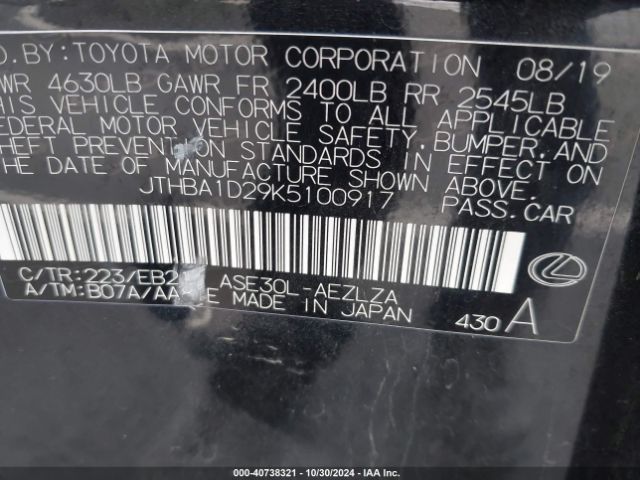 D. BY: TOYOTA MOTOR CORPORATION 08/19
WR 4630LB GAWR FR 2400LB RR 2545LB
HIS VEHICLE CONFORMS TO ALL APPLICABLE
EDERAL MOTOR VEHICLE SAFETY, BUMPER, AND
HEFT PREVENTION STANDARDS IN EFFECT ON
HE DATE OF MANUFACTURE SHOWN ABOVE.
JTHBA1D29K5100917 PASS.CAR
C/TR:223/EB2 ASE30L-AEZLZA
A/TM:B07A/AA E MADE IN JAPAN
430 A
000-40738321 - 10/30/2024 - IAA Inc.